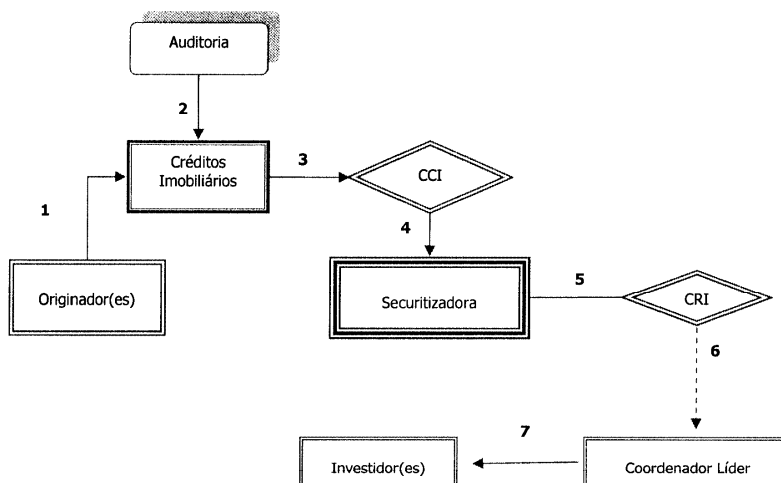 Auditoria
2
Créditos
Imobiliários
3
CCI
1
4
Originador(es)
Securitizadora
5
CRI
6
7
Investidor(es)
Coordenador Líder